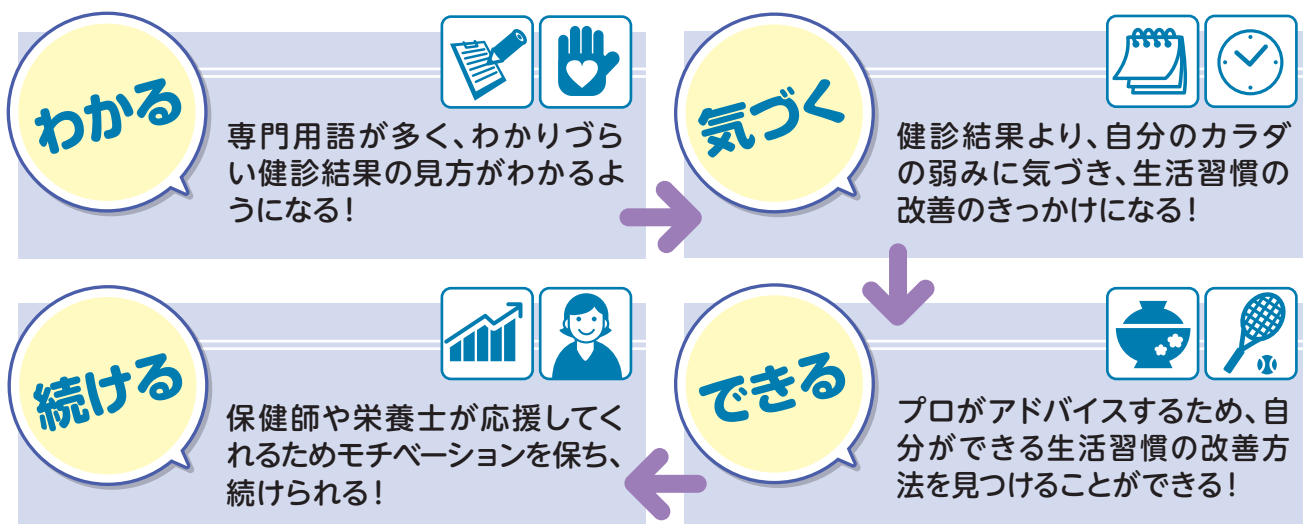 わかる
専門用語が多く、わかりづら
い健診結果の見方がわかるよ
うになる!
気づく
健診結果より、自分のカラダ
の弱みに気づき、生活習慣の
改善のきっかけになる!
できる
プロがアドバイスするため、自
分ができる生活習慣の改善方
法を見つけることができる!
続ける
保健師や栄養士が応援してく
れるためモチベーションを保ち、
続けられる!